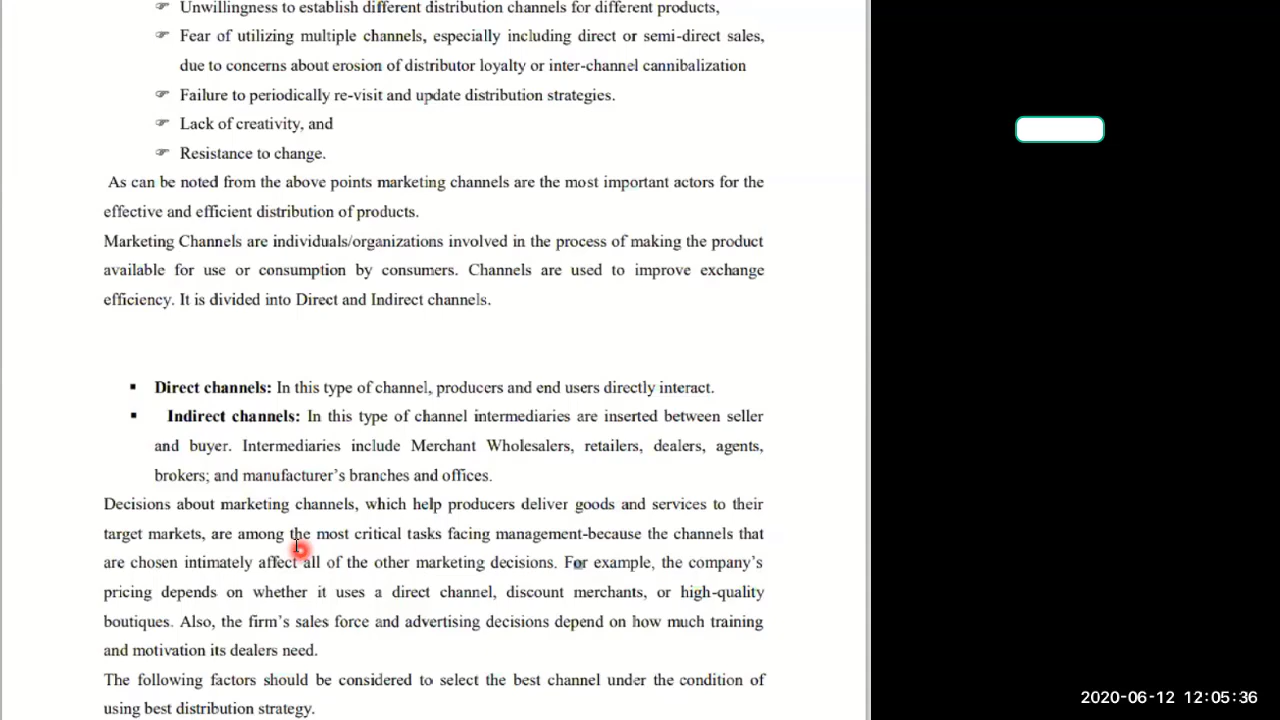 Unwillingness to establish different distribution channels for different products,
Fear of utilizing multiple channels, especially including direct or semi-direct sales,
due to concerns about erosion of distributor loyalty or inter-channel cannibalization
Failure to periodically re-visit and update distribution strategies.
Lack of creativity, and
Resistance to change.
As can be noted from the above points marketing channels are the most important actors for the
effective and efficient distribution of products.
Marketing Channels are individuals/organizations involved in the process of making the product
available for use or consumption by consumers. Channels are used to improve exchange
efficiency. It is divided into Direct and Indirect channels.
Direct channels: In this type of channel, producers and end users directly interact.
Indirect channels: In this type of channel intermediaries are inserted between seller
and buyer. Intermediaries include Merchant Wholesalers, retailers, dealers, agents,
brokers; and manufacturer's branches and offices.
Decisions about marketing channels, which help producers deliver goods and services to their
target markets, are among the most critical tasks facing management-because the channels that
are chosen intimately affect all of the other marketing decisions. For example, the company's
pricing depends on whether it uses a direct channel, discount merchants, or high-quality
boutiques. Also, the firm's sales force and advertising decisions depend on how much training
and motivation its dealers need.
The following factors should be considered to select the best channel under the condition of
using best distribution strategy.
2020-06-12 12:05:36